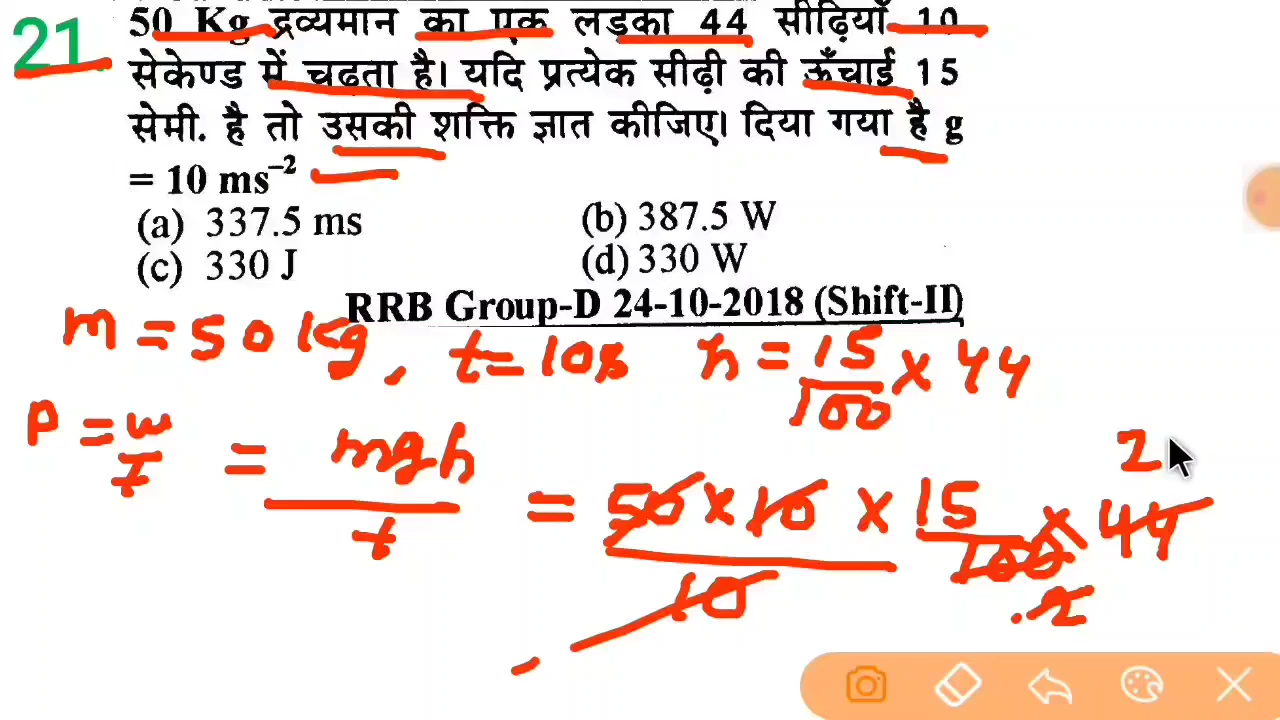 21. 50 Kg द्रव्यमान का एक लड़का 44 सीढ़ियाँ 10
सेकेण्ड में चढ़ता है। यदि प्रत्येक सीढ़ी की ऊँचाई 15
सेमी. है तो उसकी शक्ति ज्ञात कीजिए। दिया गया है g
= 10 ms⁻²
(a) 337.5 ms (b) 387.5 W
(c) 330 J (d) 330 W
RRB Group-D 24-10-2018 (Shift-II)
m = 50 Kg, t = 10s h = 15/100 × 44
P = w/t = mgh/t = 50 × 10 × 15/100 × 44 / 10
2
2